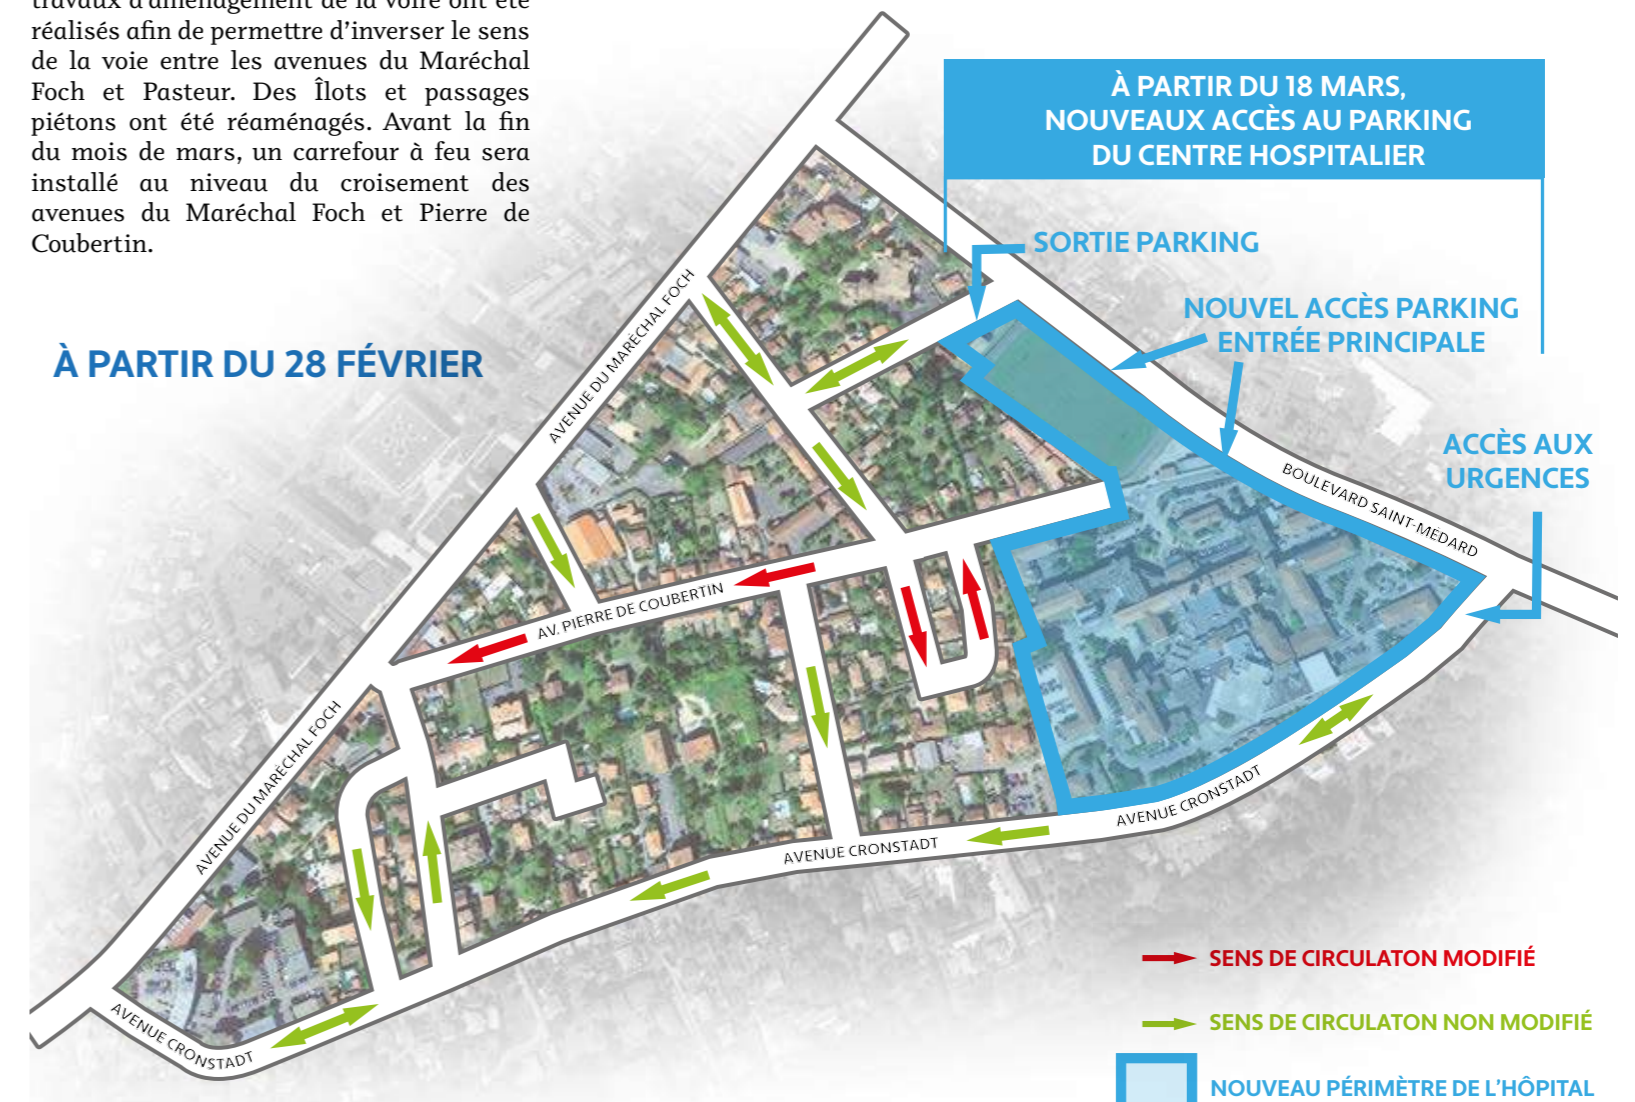 travaux d'aménagement de la voire ont été
réalisés afin de permettre d'inverser le sens
de la voie entre les avenues du Maréchal
Foch et Pasteur. Des Îlots et passages
piétons ont été réaménagés. Avant la fin
du mois de mars, un carrefour à feu sera
installé au niveau du croisement des
avenues du Maréchal Foch et Pierre de
Coubertin.
À PARTIR DU 28 FÉVRIER
À PARTIR DU 18 MARS,
NOUVEAUX ACCÈS AU PARKING
DU CENTRE HOSPITALIER
SORTIE PARKING
NOUVEL ACCÈS PARKING
ENTRÉE PRINCIPALE
ACCÈS AUX
URGENCES
AVENUE DU MARÉCHAL FOCH
BOULEVARD SAINT-MÉDARD
AV. PIERRE DE COUBERTIN
AVENUE DU MARÉCHAL FOCH
AVENUE CRONSTADT
AVENUE CRONSTADT
AVENUE CRONSTADT
SENS DE CIRCULATON MODIFIÉ
SENS DE CIRCULATON NON MODIFIÉ
NOUVEAU PÉRIMÈTRE DE L'HÔPITAL